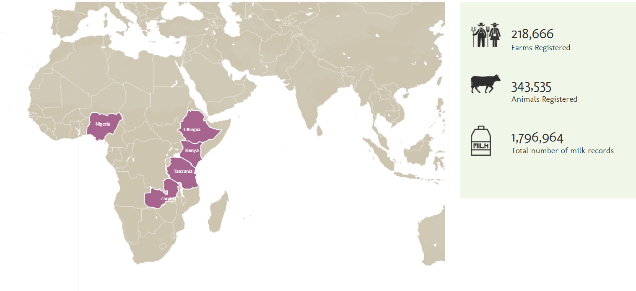 Nigeria
Ethiopia
Kenya
Tanzania
218,666
Farms Registered
343,535
Animals Registered
MILK
1,796,964
Total number of milk records